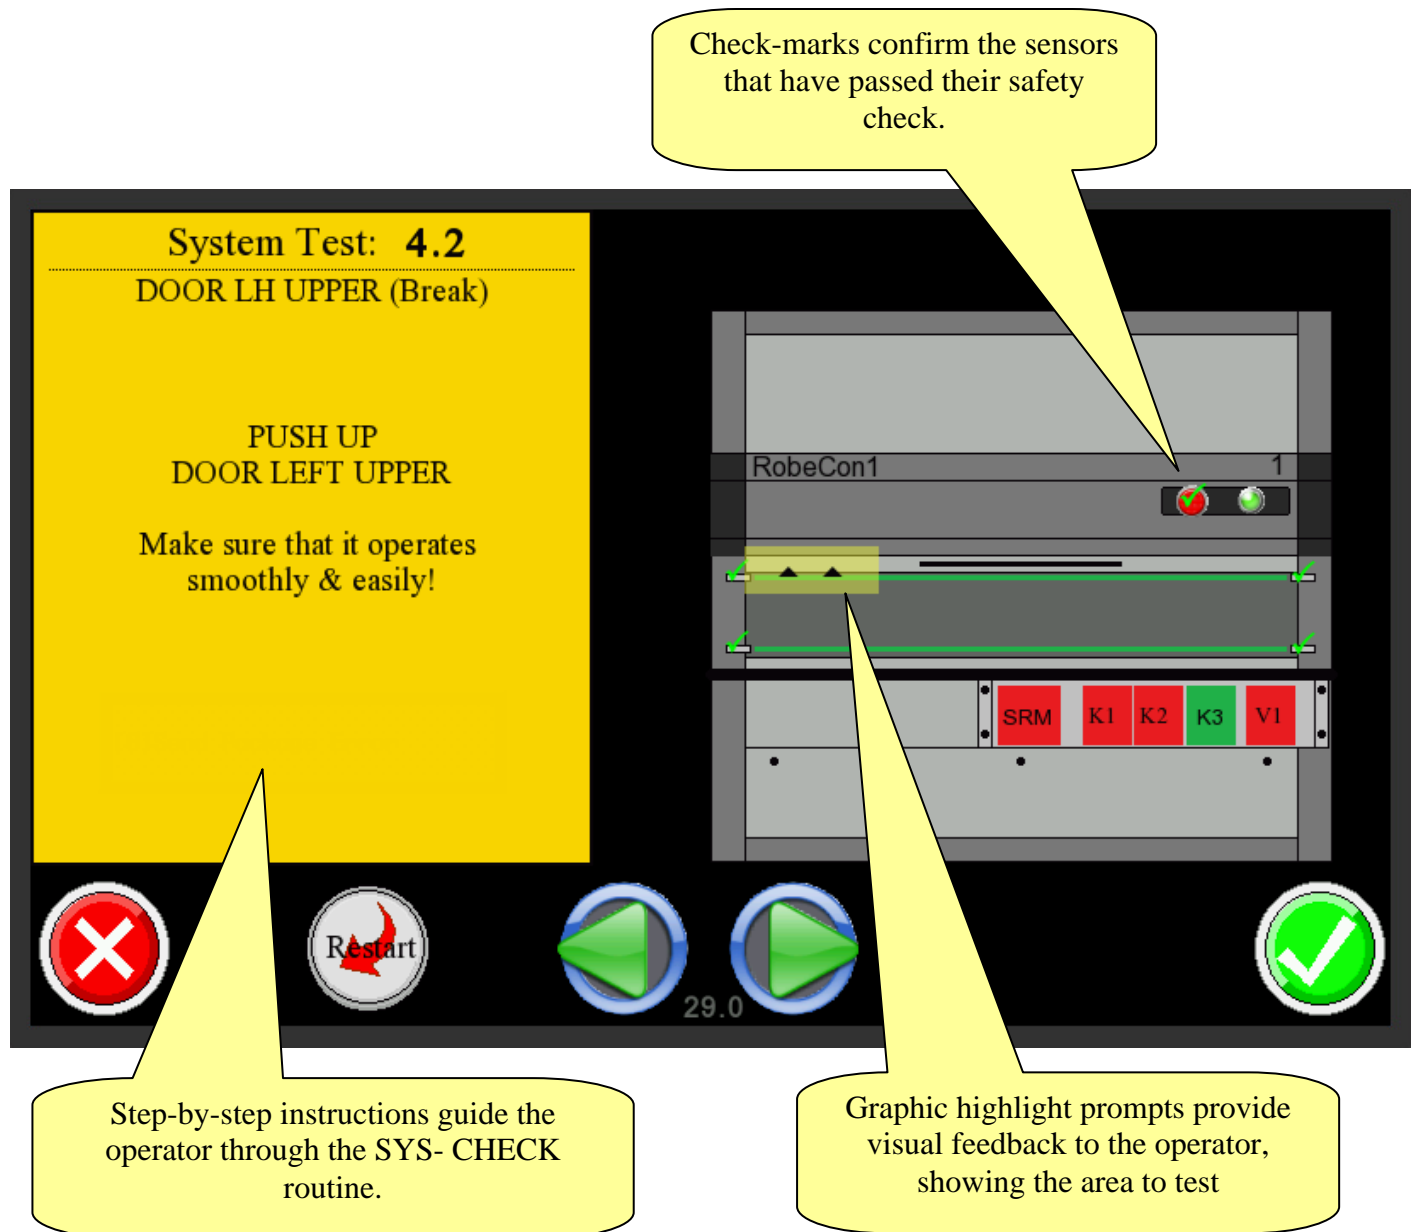 Check-marks confirm the sensors
that have passed their safety
check.
System Test: 4.2
DOOR LH UPPER (Break)
PUSH UP
DOOR LEFT UPPER
Make sure that it operates
smoothly & easily!
RobeCon1 1
SRM K1 K2 K3 V1
Restart
29.0
Step-by-step instructions guide the
operator through the SYS- CHECK
routine.
Graphic highlight prompts provide
visual feedback to the operator,
showing the area to test